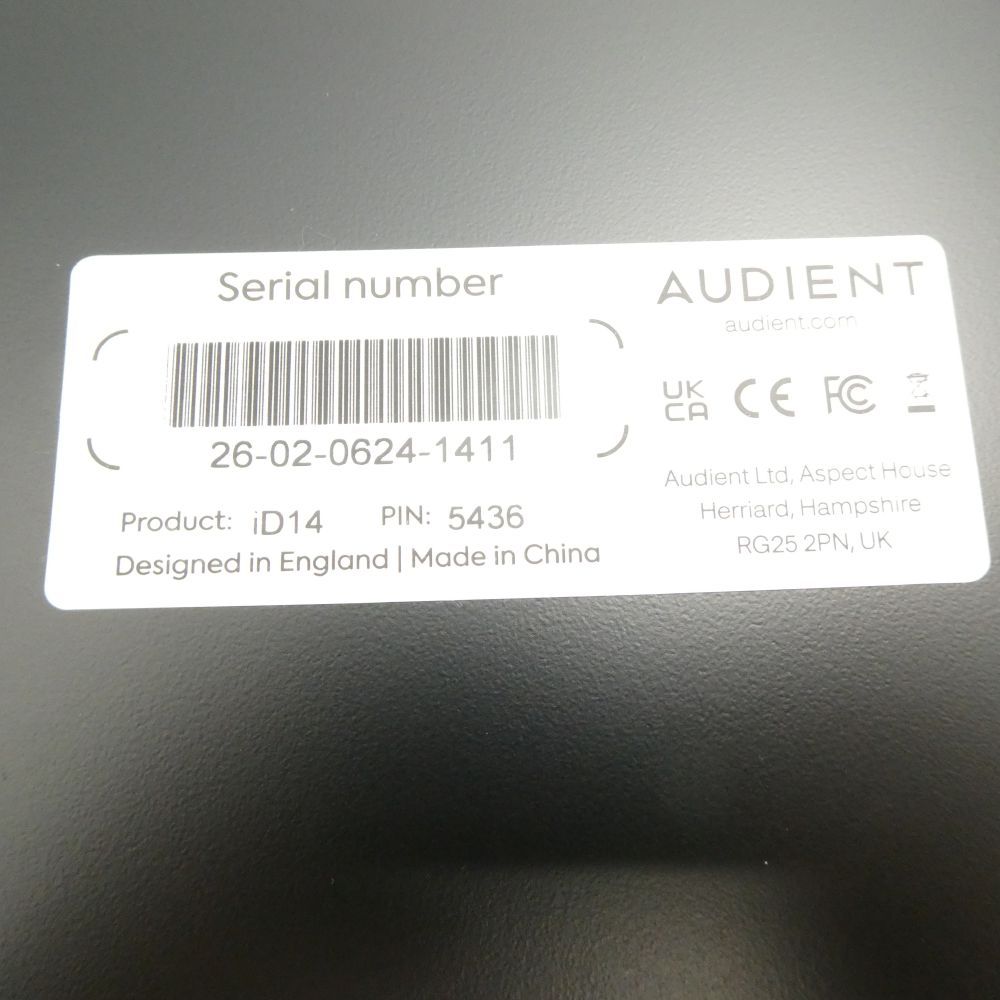 Serial number
26-02-0624-1411
Product: iD14 PIN: 5436
Designed in England | Made in China
AUDIENT
audient.com
UK
CA CE FC
Audient Ltd, Aspect House
Herriard, Hampshire
RG25 2PN, UK